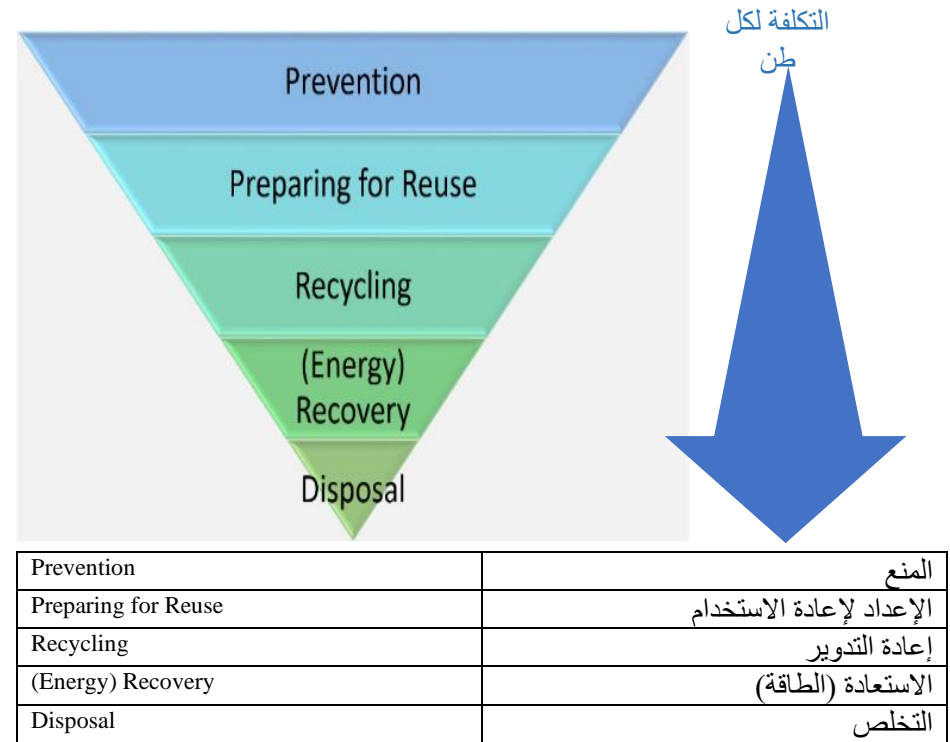 التكلفة لكل
طن
Prevention
Preparing for Reuse
Recycling
(Energy)
Recovery
Disposal
Prevention المنع
Preparing for Reuse الإعداد لإعادة الاستخدام
Recycling إعادة التدوير
(Energy) Recovery الاستعادة (الطاقة)
Disposal التخلص